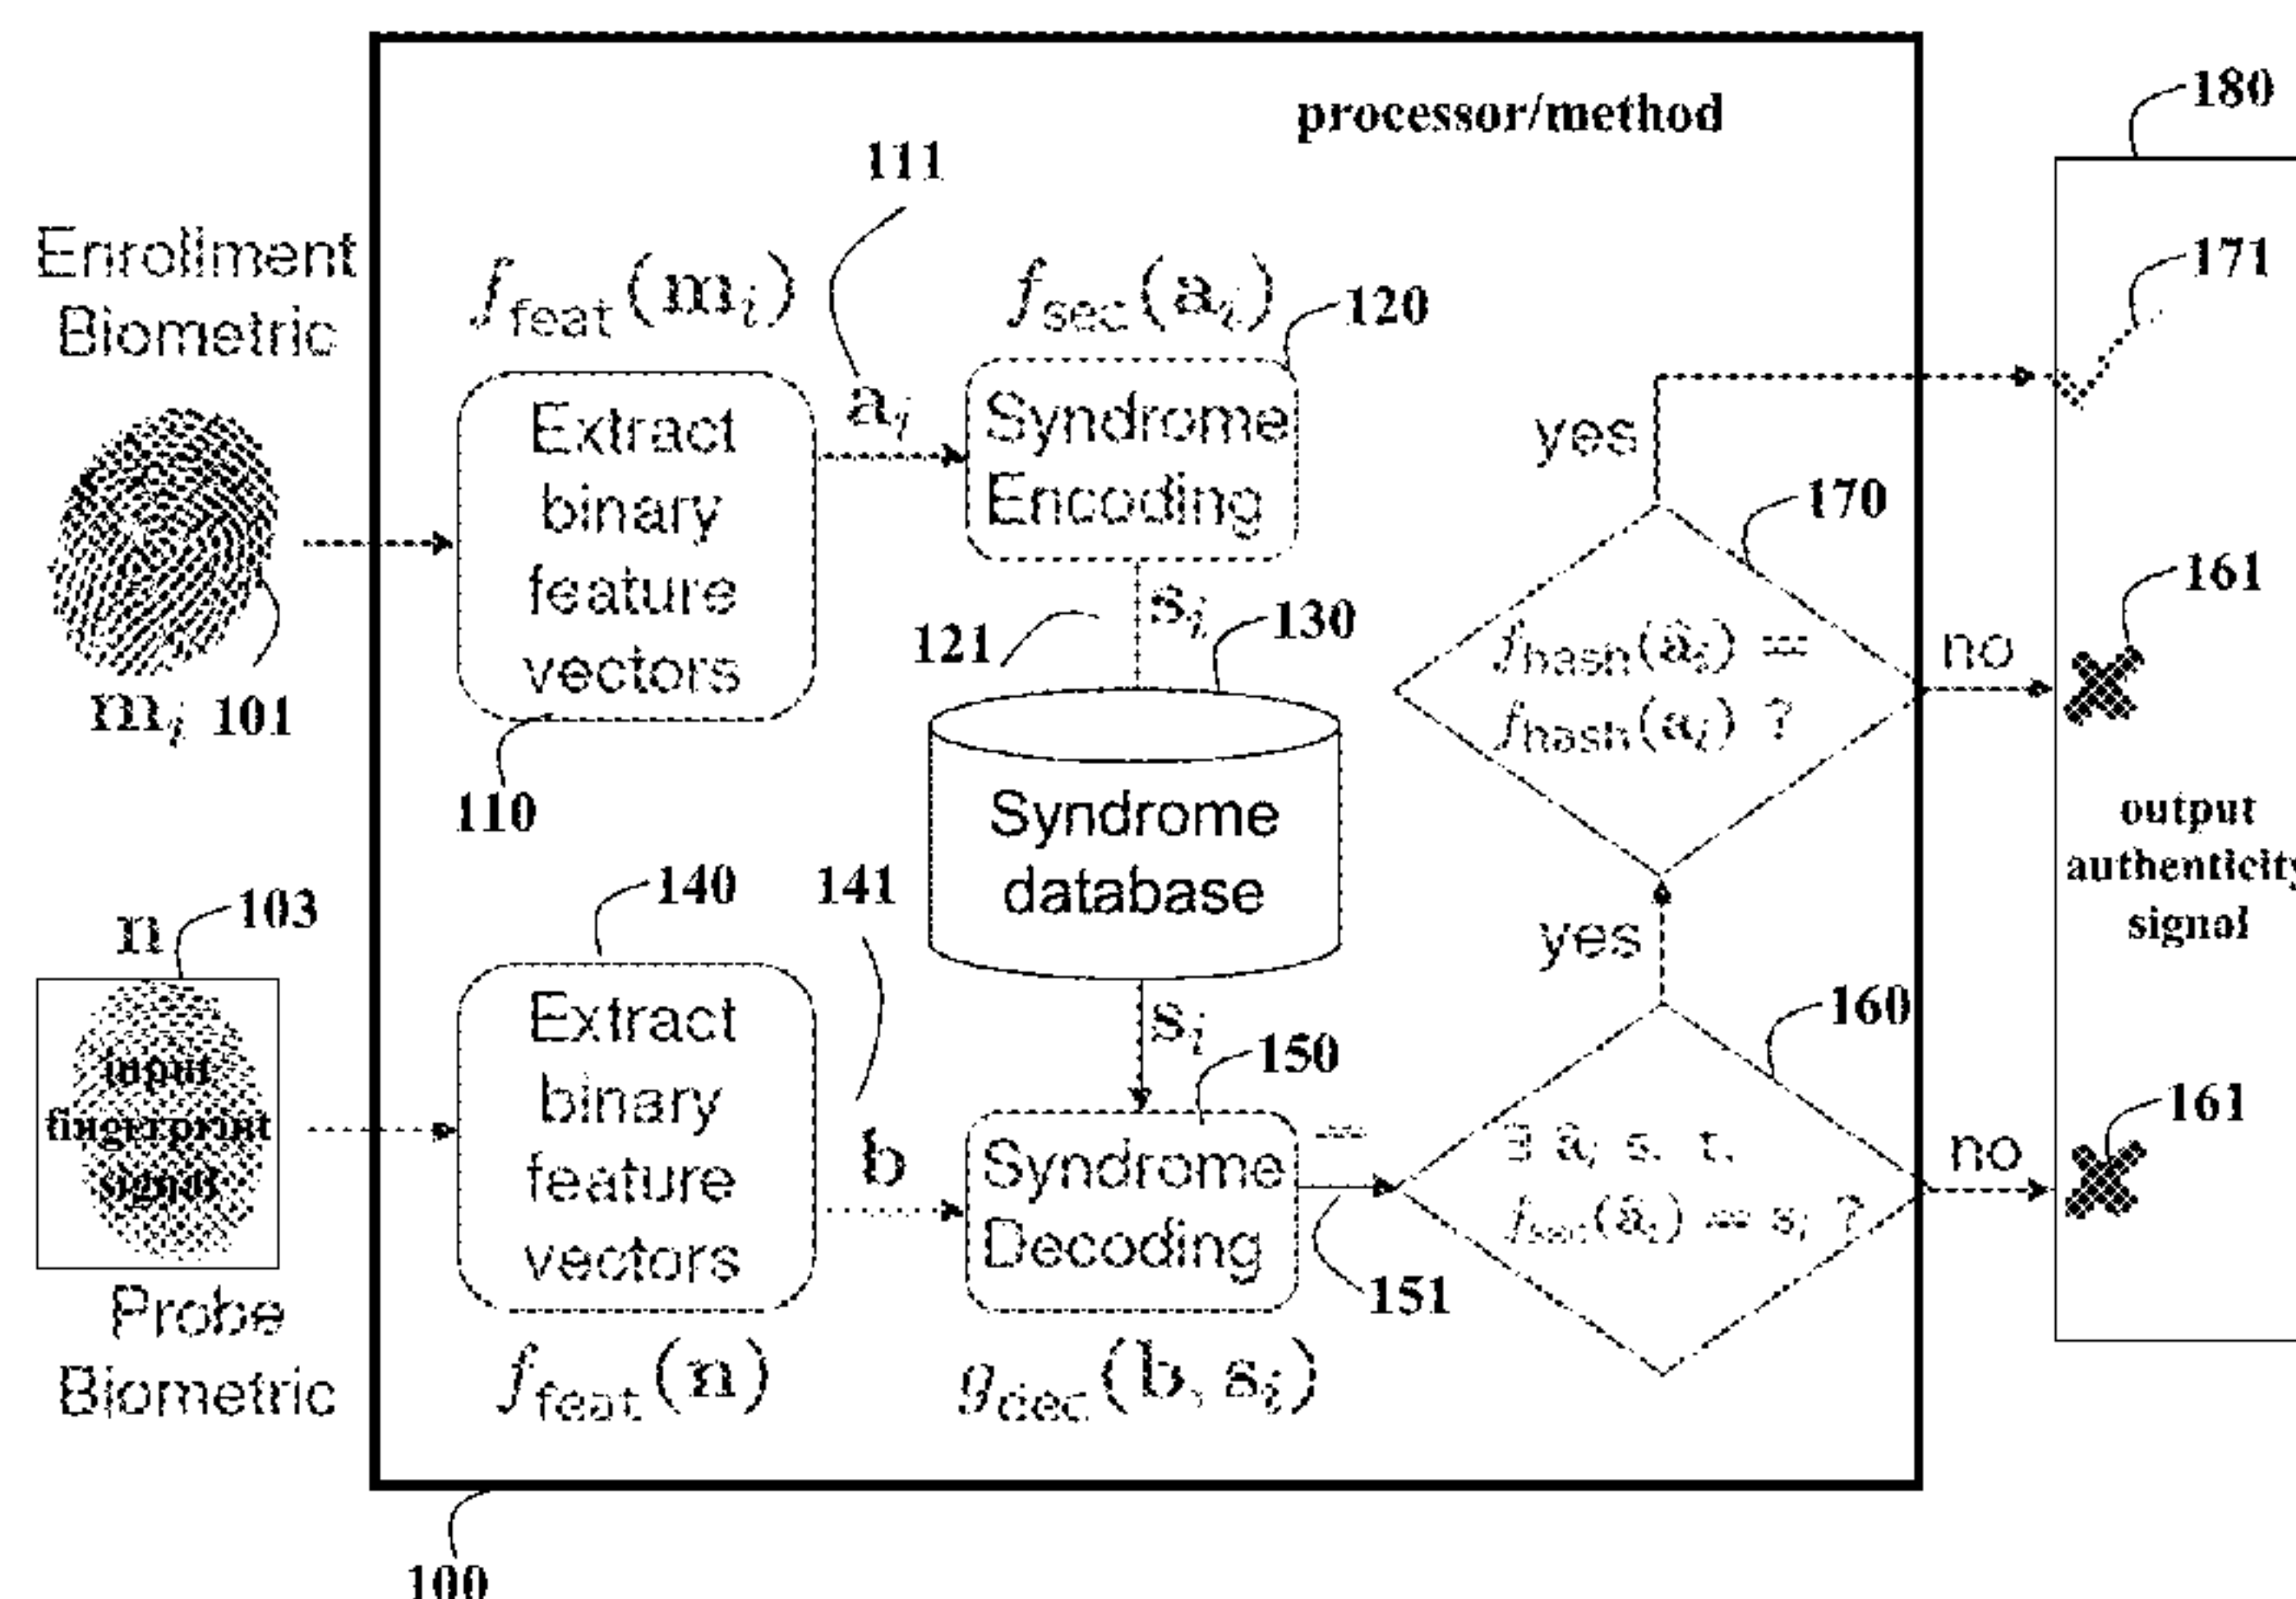 processor/method
180
111
171
Enrollment
Biometric
f_feat(m_i)
f_sec(a_i)
120
Extract
binary
feature
vectors
a_i
Syndrome
Encoding
yes
170
161
121
s_i
130
f_hash(â_i) =
f_hash(a_i) ?
no
m_i 101
110
Syndrome
database
output
authenticity
signal
n
103
140
141
yes
160
input
fingerprint
signal
Extract
binary
feature
vectors
s_i
150
b
Syndrome
Decoding
=
∃ â_i s. t.
f_sec(â_i) = s_i ?
161
no
151
Probe
Biometric
f_feat(n)
g_dec(b, s_i)
100